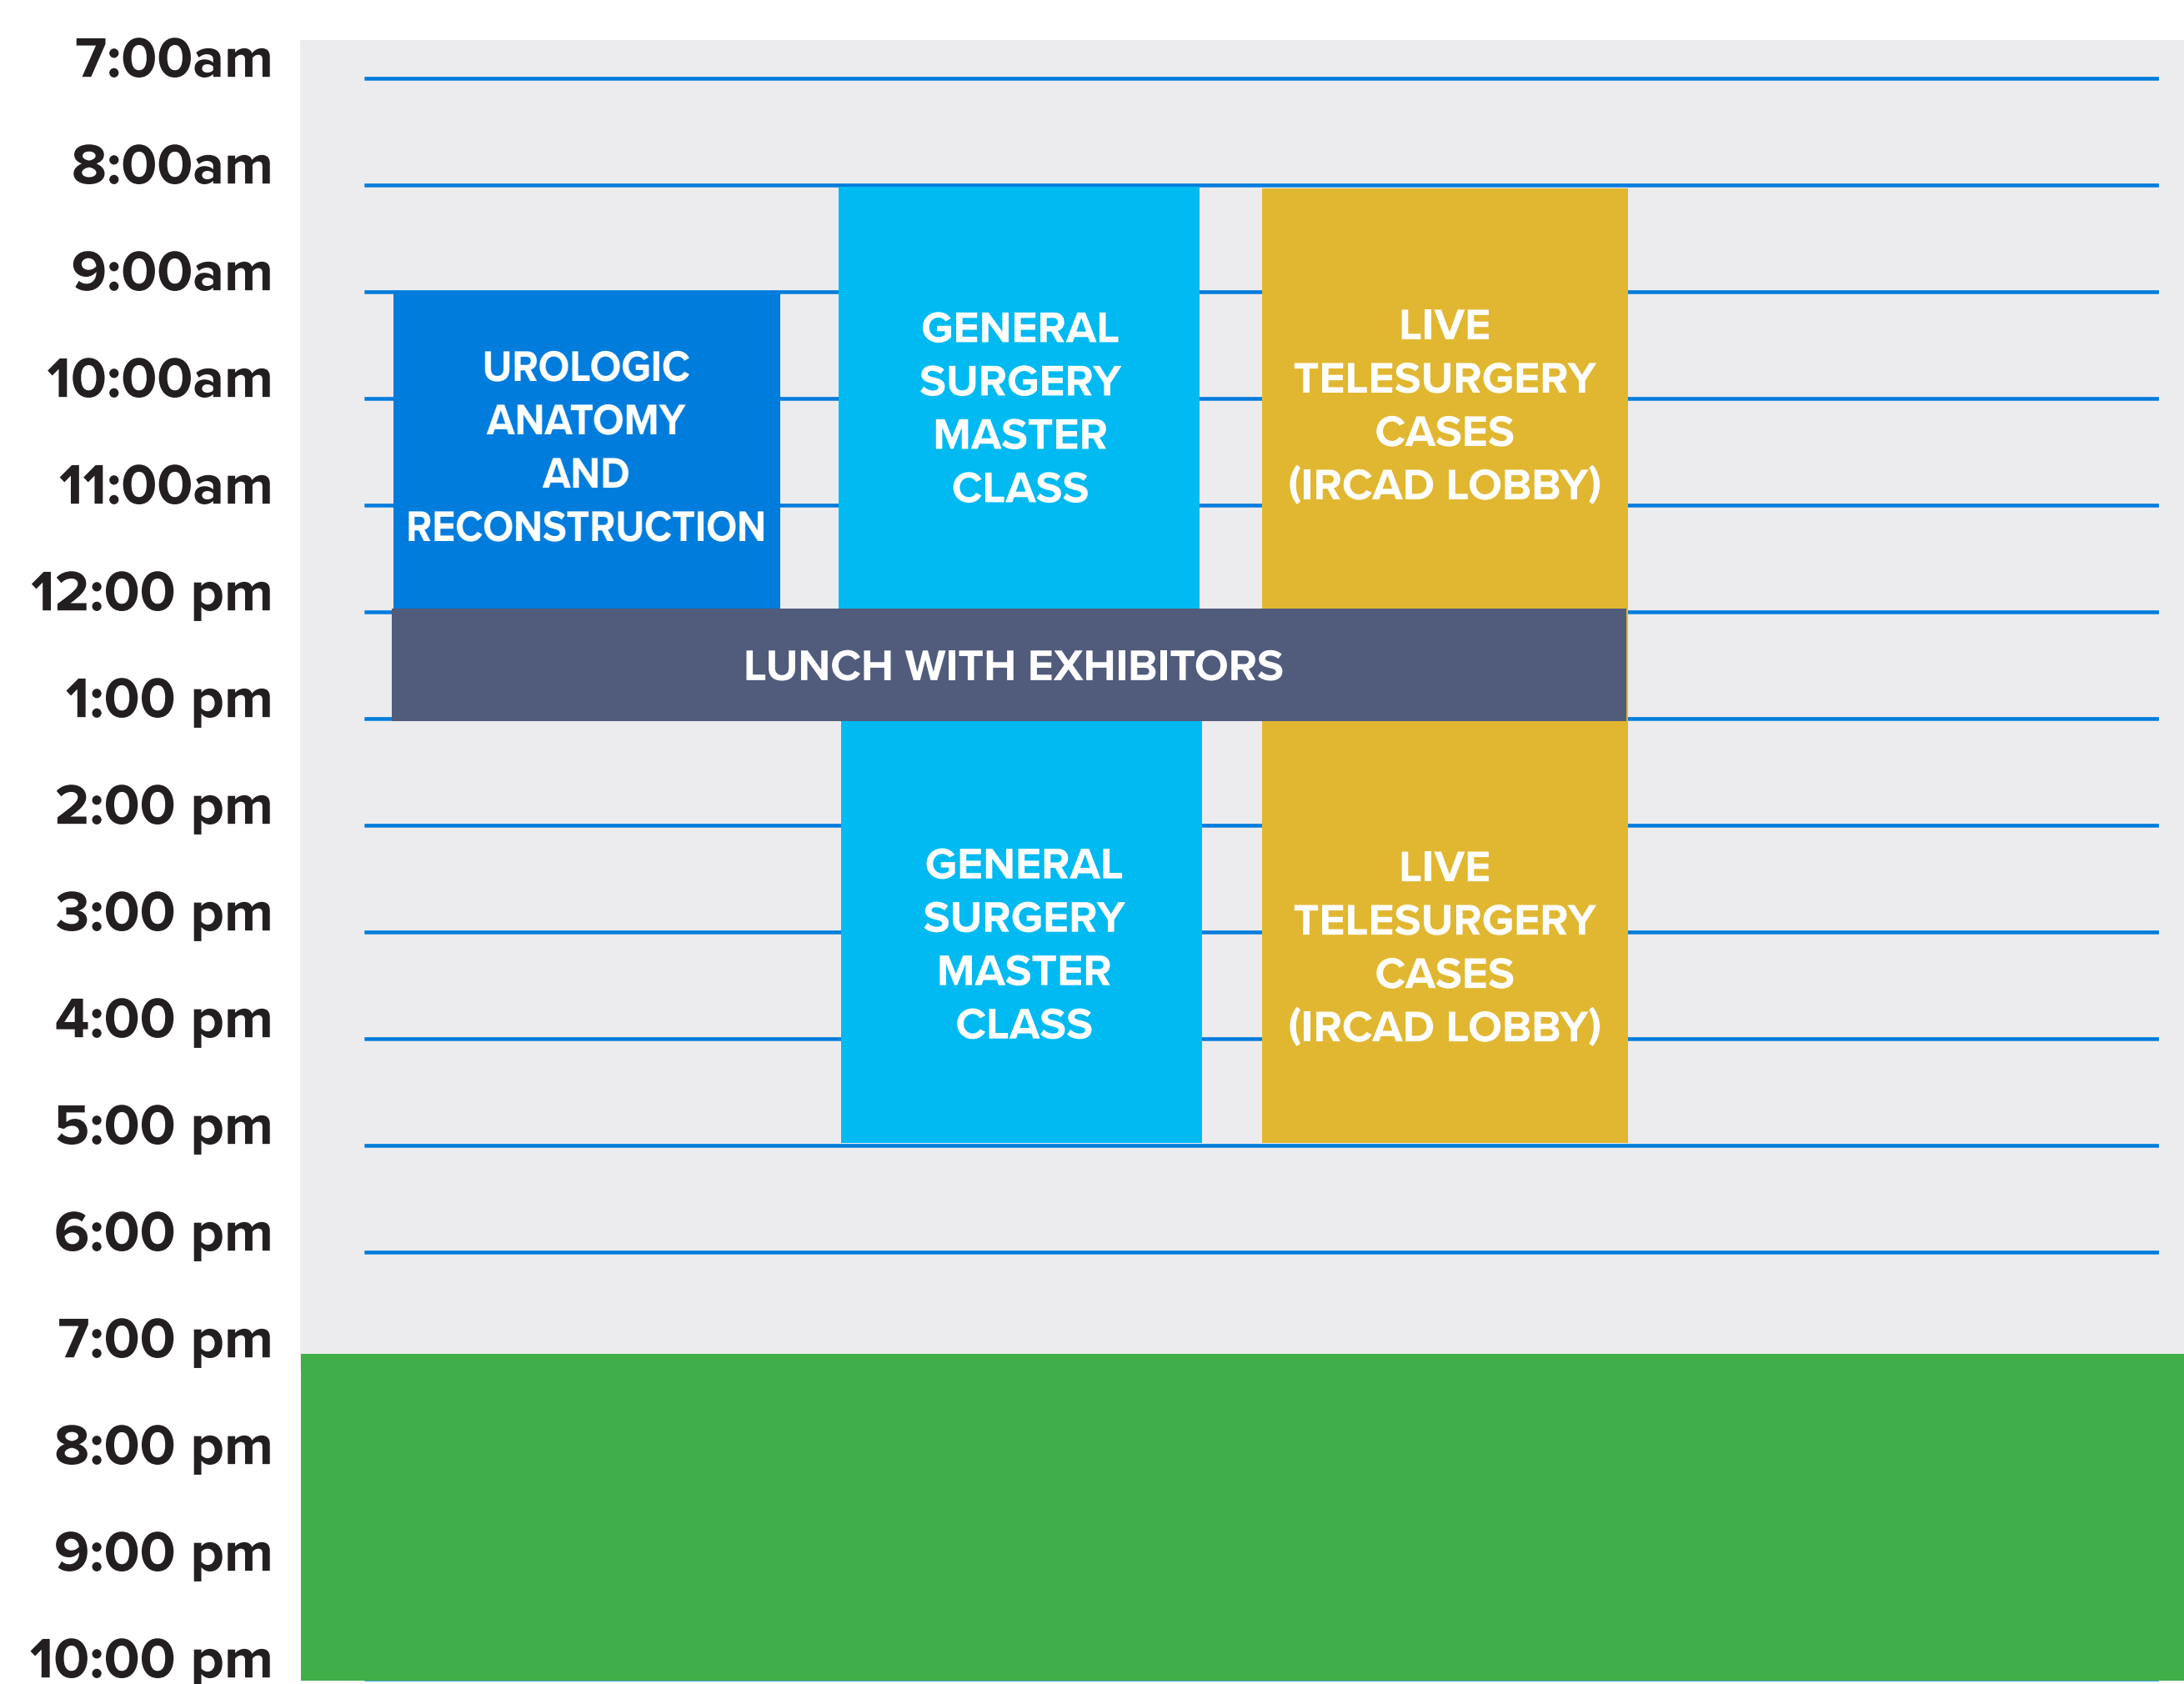 7:00am
8:00am
9:00am
10:00am
11:00am
12:00 pm
1:00 pm
2:00 pm
3:00 pm
4:00 pm
5:00 pm
6:00 pm
7:00 pm
8:00 pm
9:00 pm
10:00 pm
UROLOGIC
ANATOMY
AND
RECONSTRUCTION
GENERAL
SURGERY
MASTER
CLASS
LIVE
TELESURGERY
CASES
(IRCAD LOBBY)
LUNCH WITH EXHIBITORS
GENERAL
SURGERY
MASTER
CLASS
LIVE
TELESURGERY
CASES
(IRCAD LOBBY)